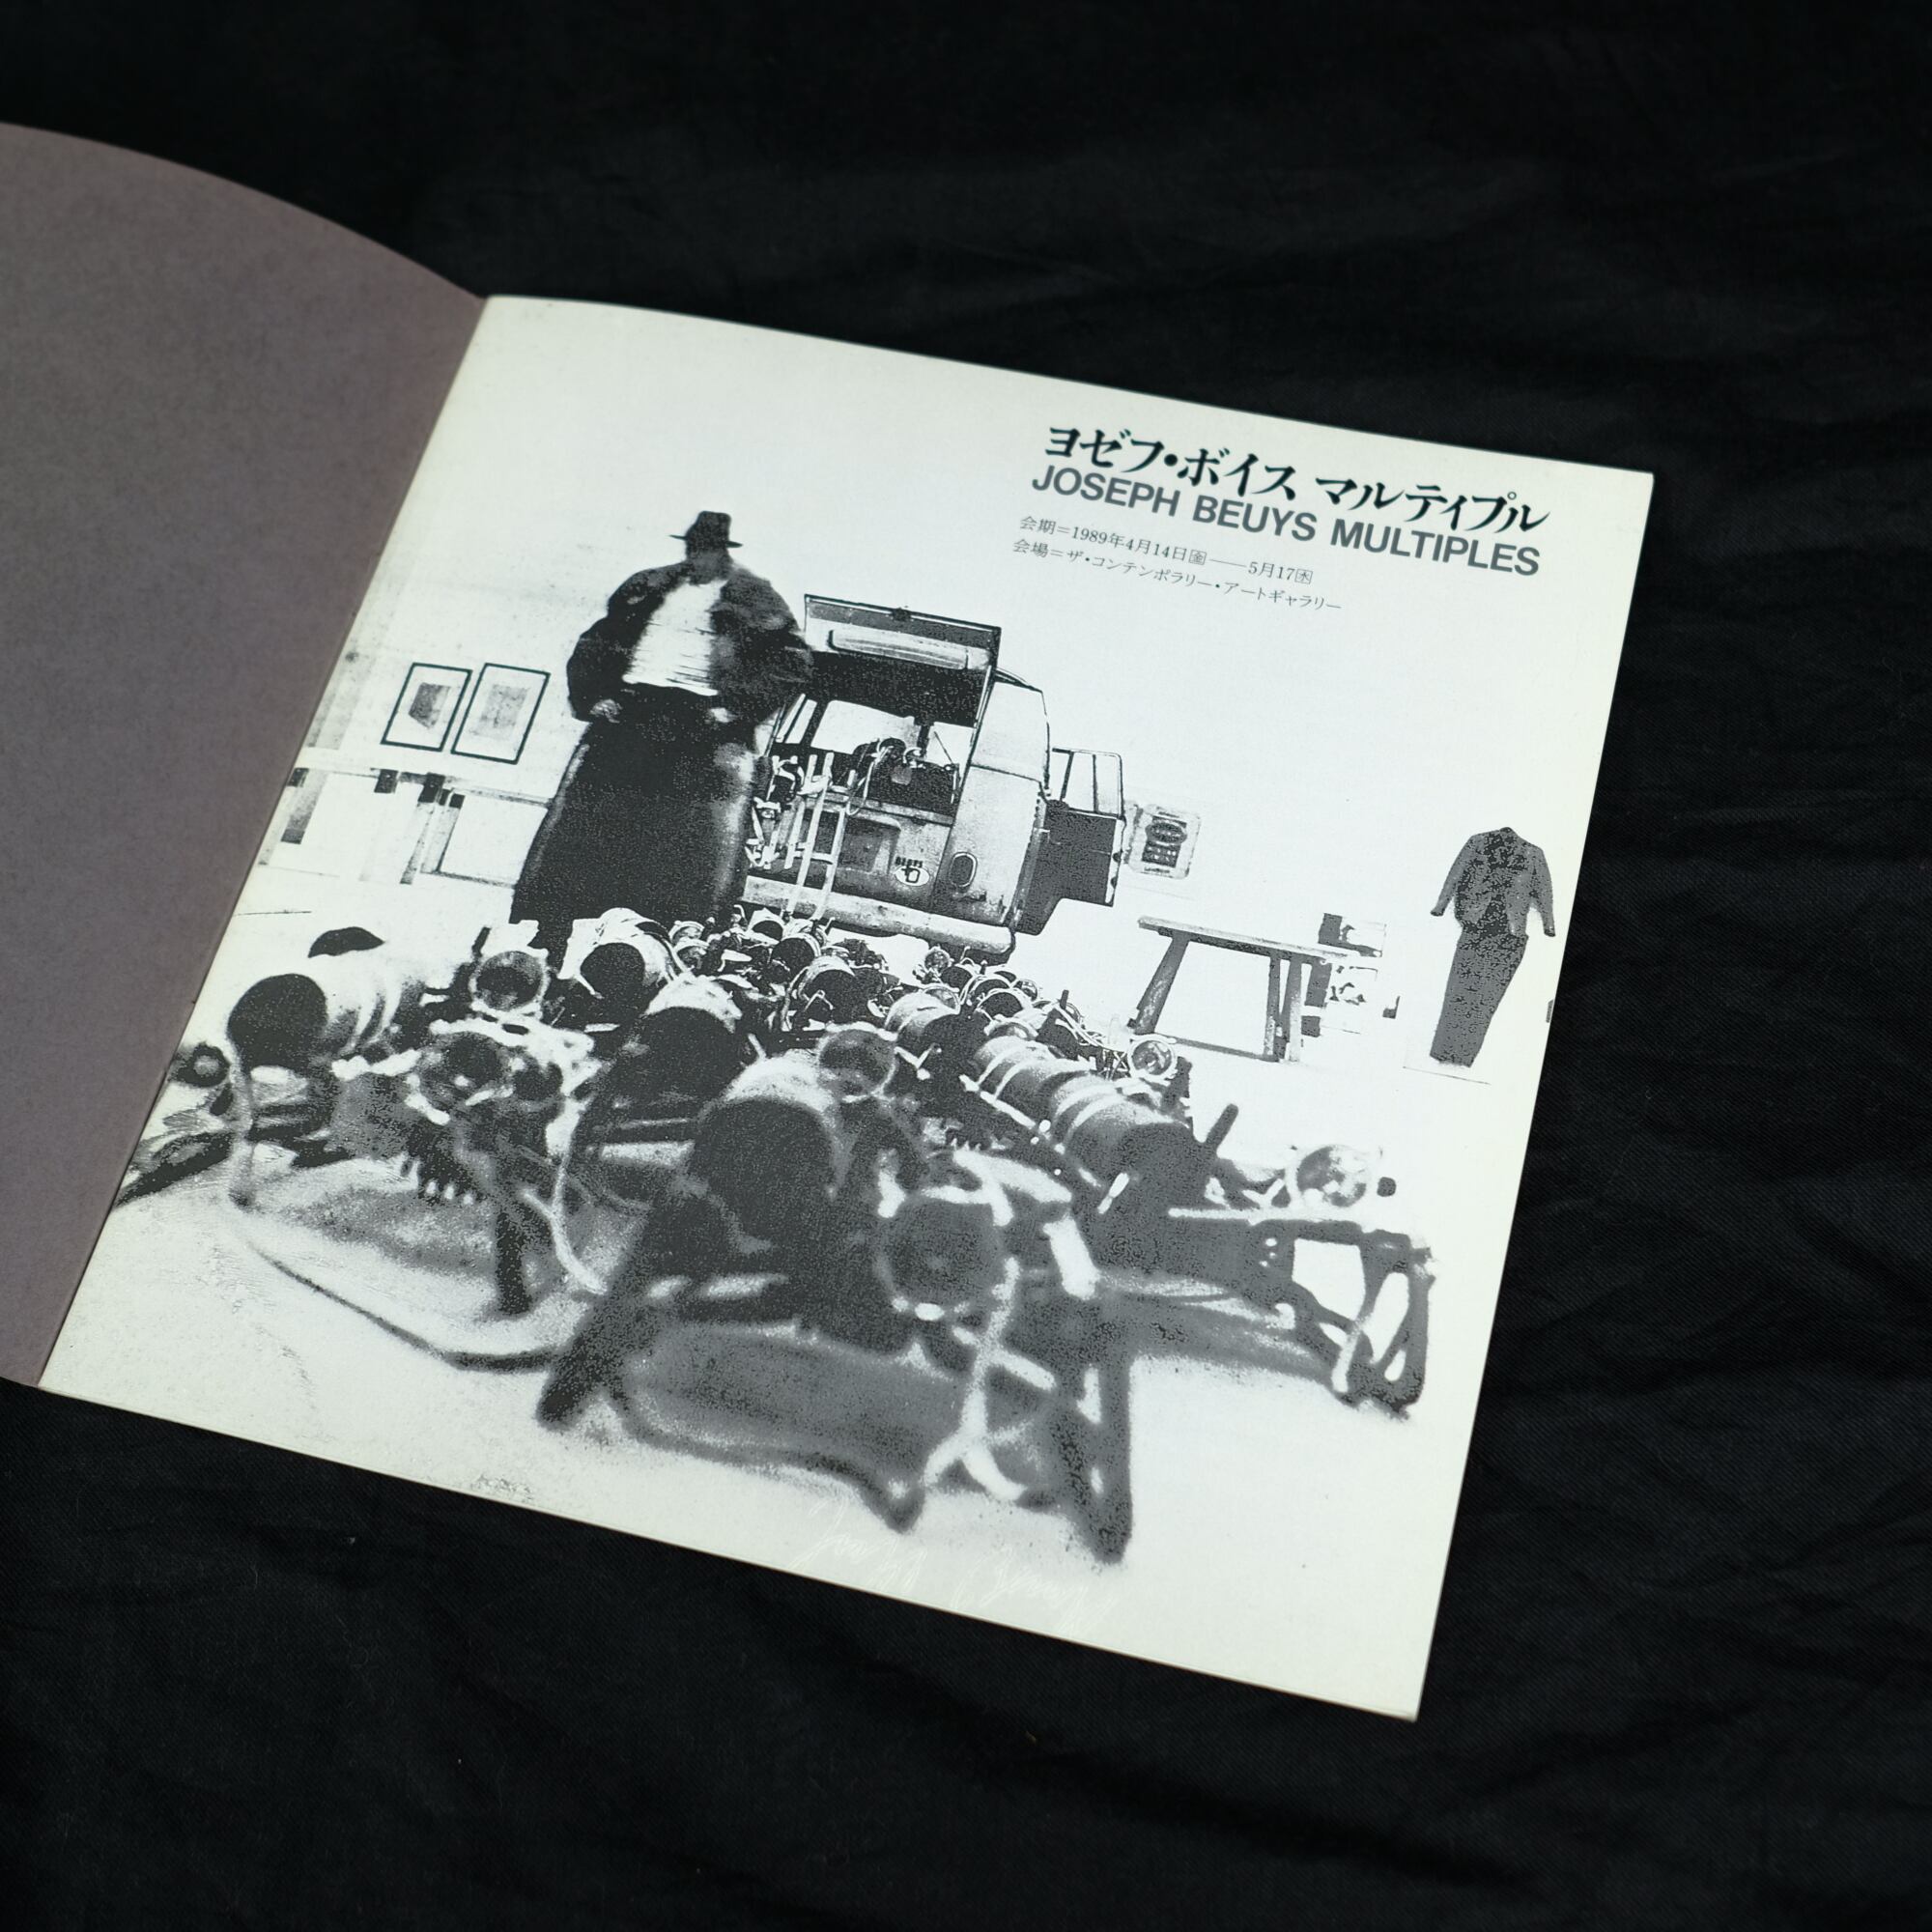 ヨゼフ・ボイス マルティプル
JOSEPH BEUYS MULTIPLES
会期＝1989年4月14日㊎──5月17㊌
会場＝ザ・コンテンポラリー・アートギャラリー